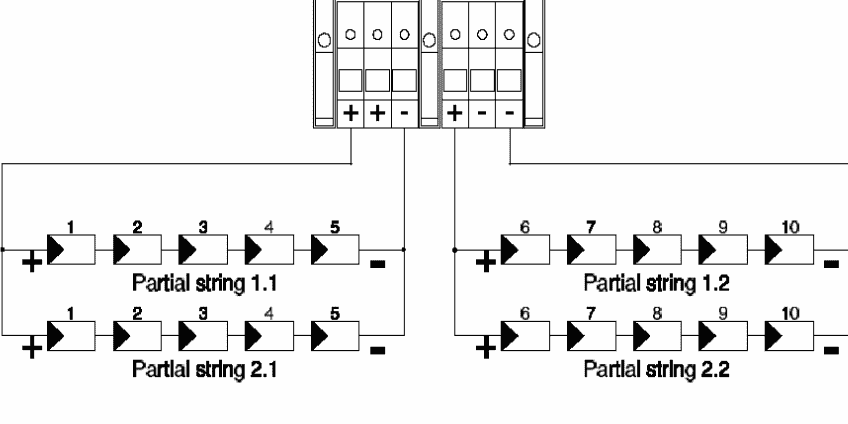 + + - + - -
1 2 3 4 5 6 7 8 9 10
+ - + -
Partial string 1.1 Partial string 1.2
1 2 3 4 5 6 7 8 9 10
+ - + -
Partial string 2.1 Partial string 2.2